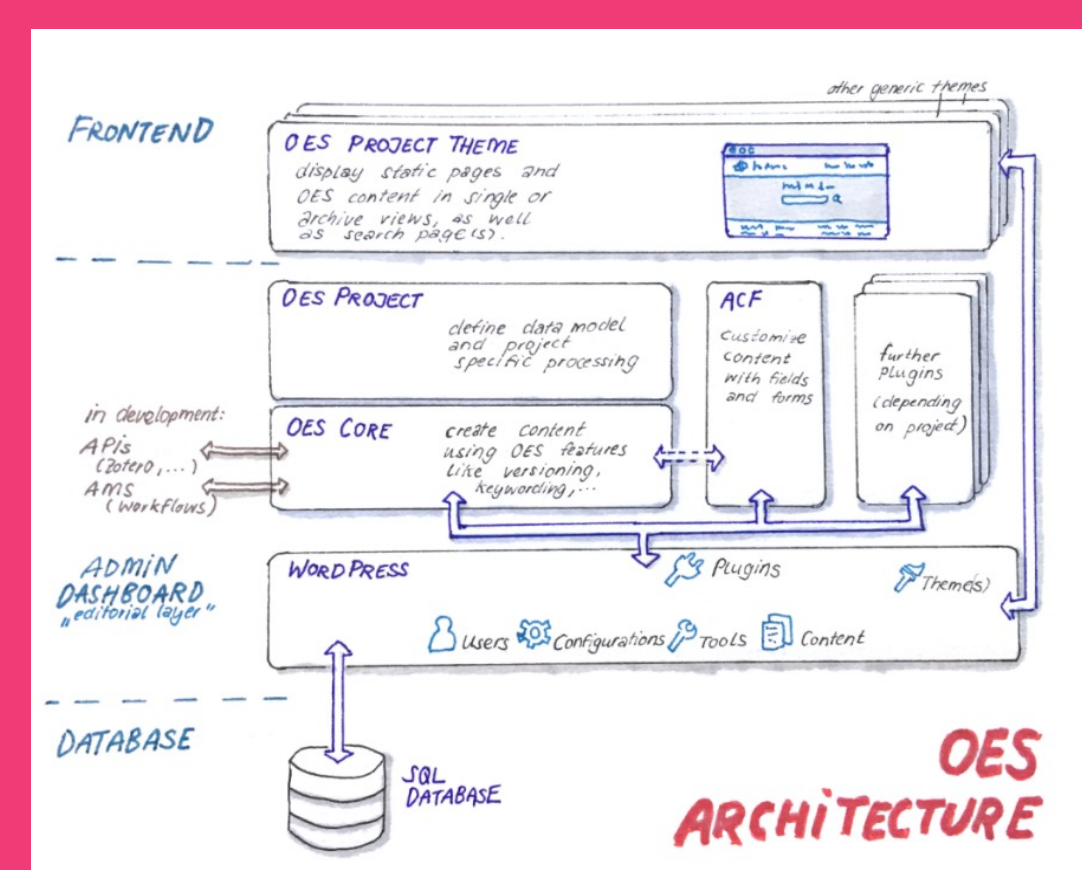 other generic themes
FRONTEND
OES PROJECT THEME
display static pages and
OES content in single or
archive views, as well
as search page(s).
OES PROJECT
define data model
and project
specific processing
ACF
customize
content
with fields
and forms
further
plugins
(depending
on project)
in development:
APis
(Zotero,...)
AMS
(workflows)
OES CORE
create content
using OES features
like versioning,
keywording,...
ADMIN
DASHBOARD
„editorial layer"
WORDPRESS
Plugins
Theme(s)
Users
Configurations
Tools
Content
DATABASE
SQL
DATABASE
OES
ARCHiTECTURE